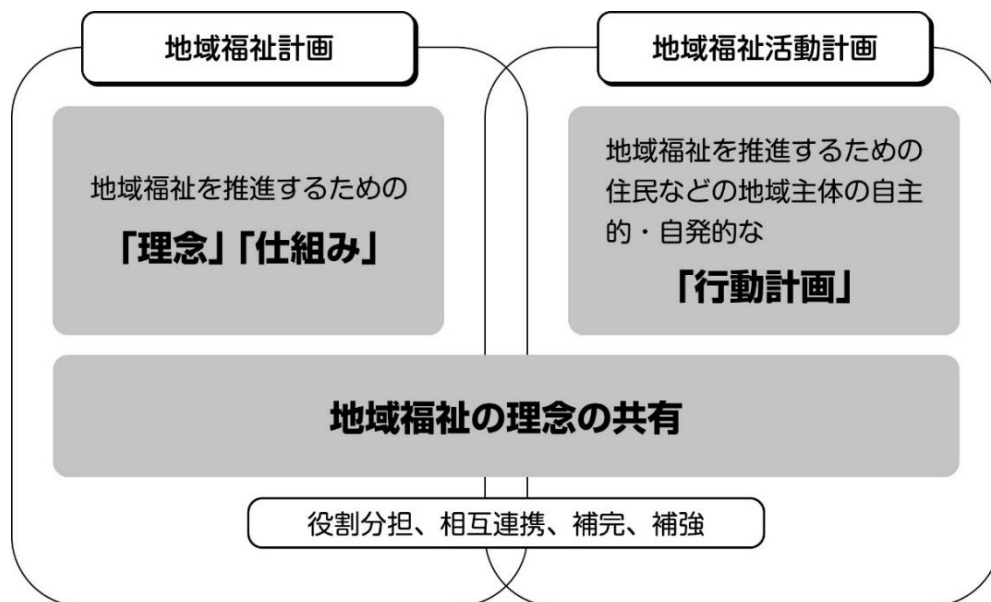 地域福祉計画
地域福祉を推進するための
「理念」「仕組み」
地域福祉活動計画
地域福祉を推進するための
住民などの地域主体の自主
的・自発的な
「行動計画」
地域福祉の理念の共有
役割分担、相互連携、補完、補強